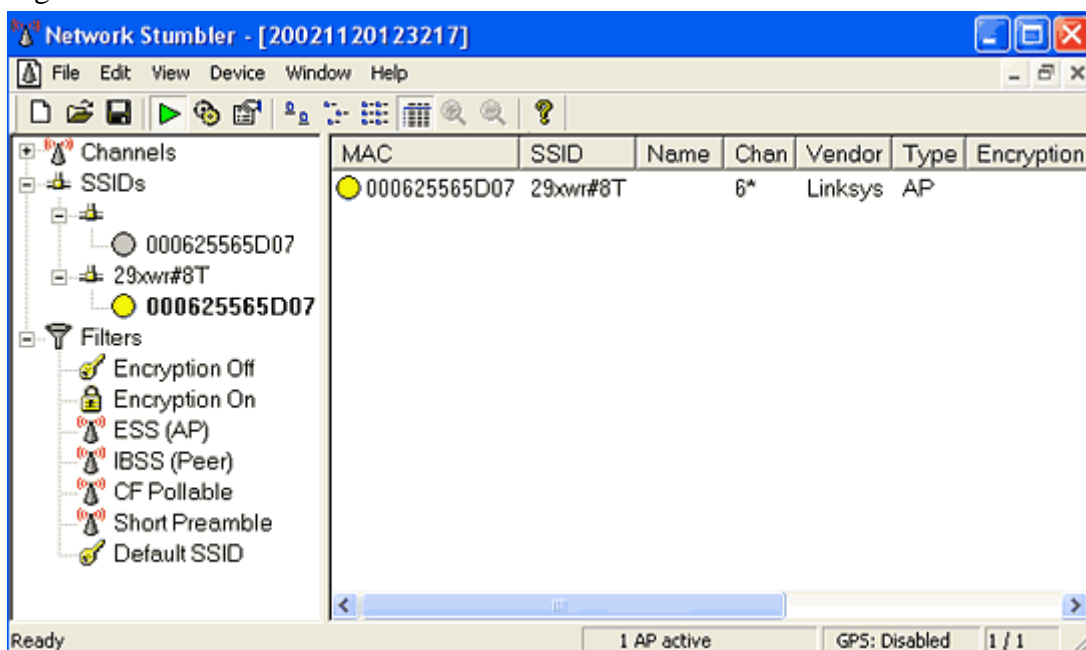 Network Stumbler - [20021120123217]
File Edit View Device Window Help
Channels
SSIDs
000625565D07
29xwr#8T
000625565D07
Filters
Encryption Off
Encryption On
ESS (AP)
IBSS (Peer)
CF Pollable
Short Preamble
Default SSID
MAC SSID Name Chan Vendor Type Encryption
000625565D07 29xwr#8T 6* Linksys AP
Ready 1 AP active GPS: Disabled 1 / 1